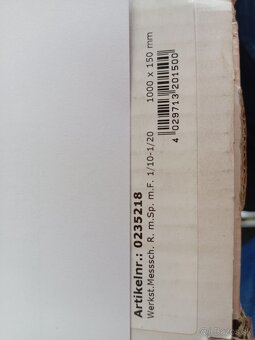 Artikelnr.: 0235218
Werkst.Messsch. R. m.Sp. m.F. 1/10-1/20 1000 x 150 mm
4 029713 201500